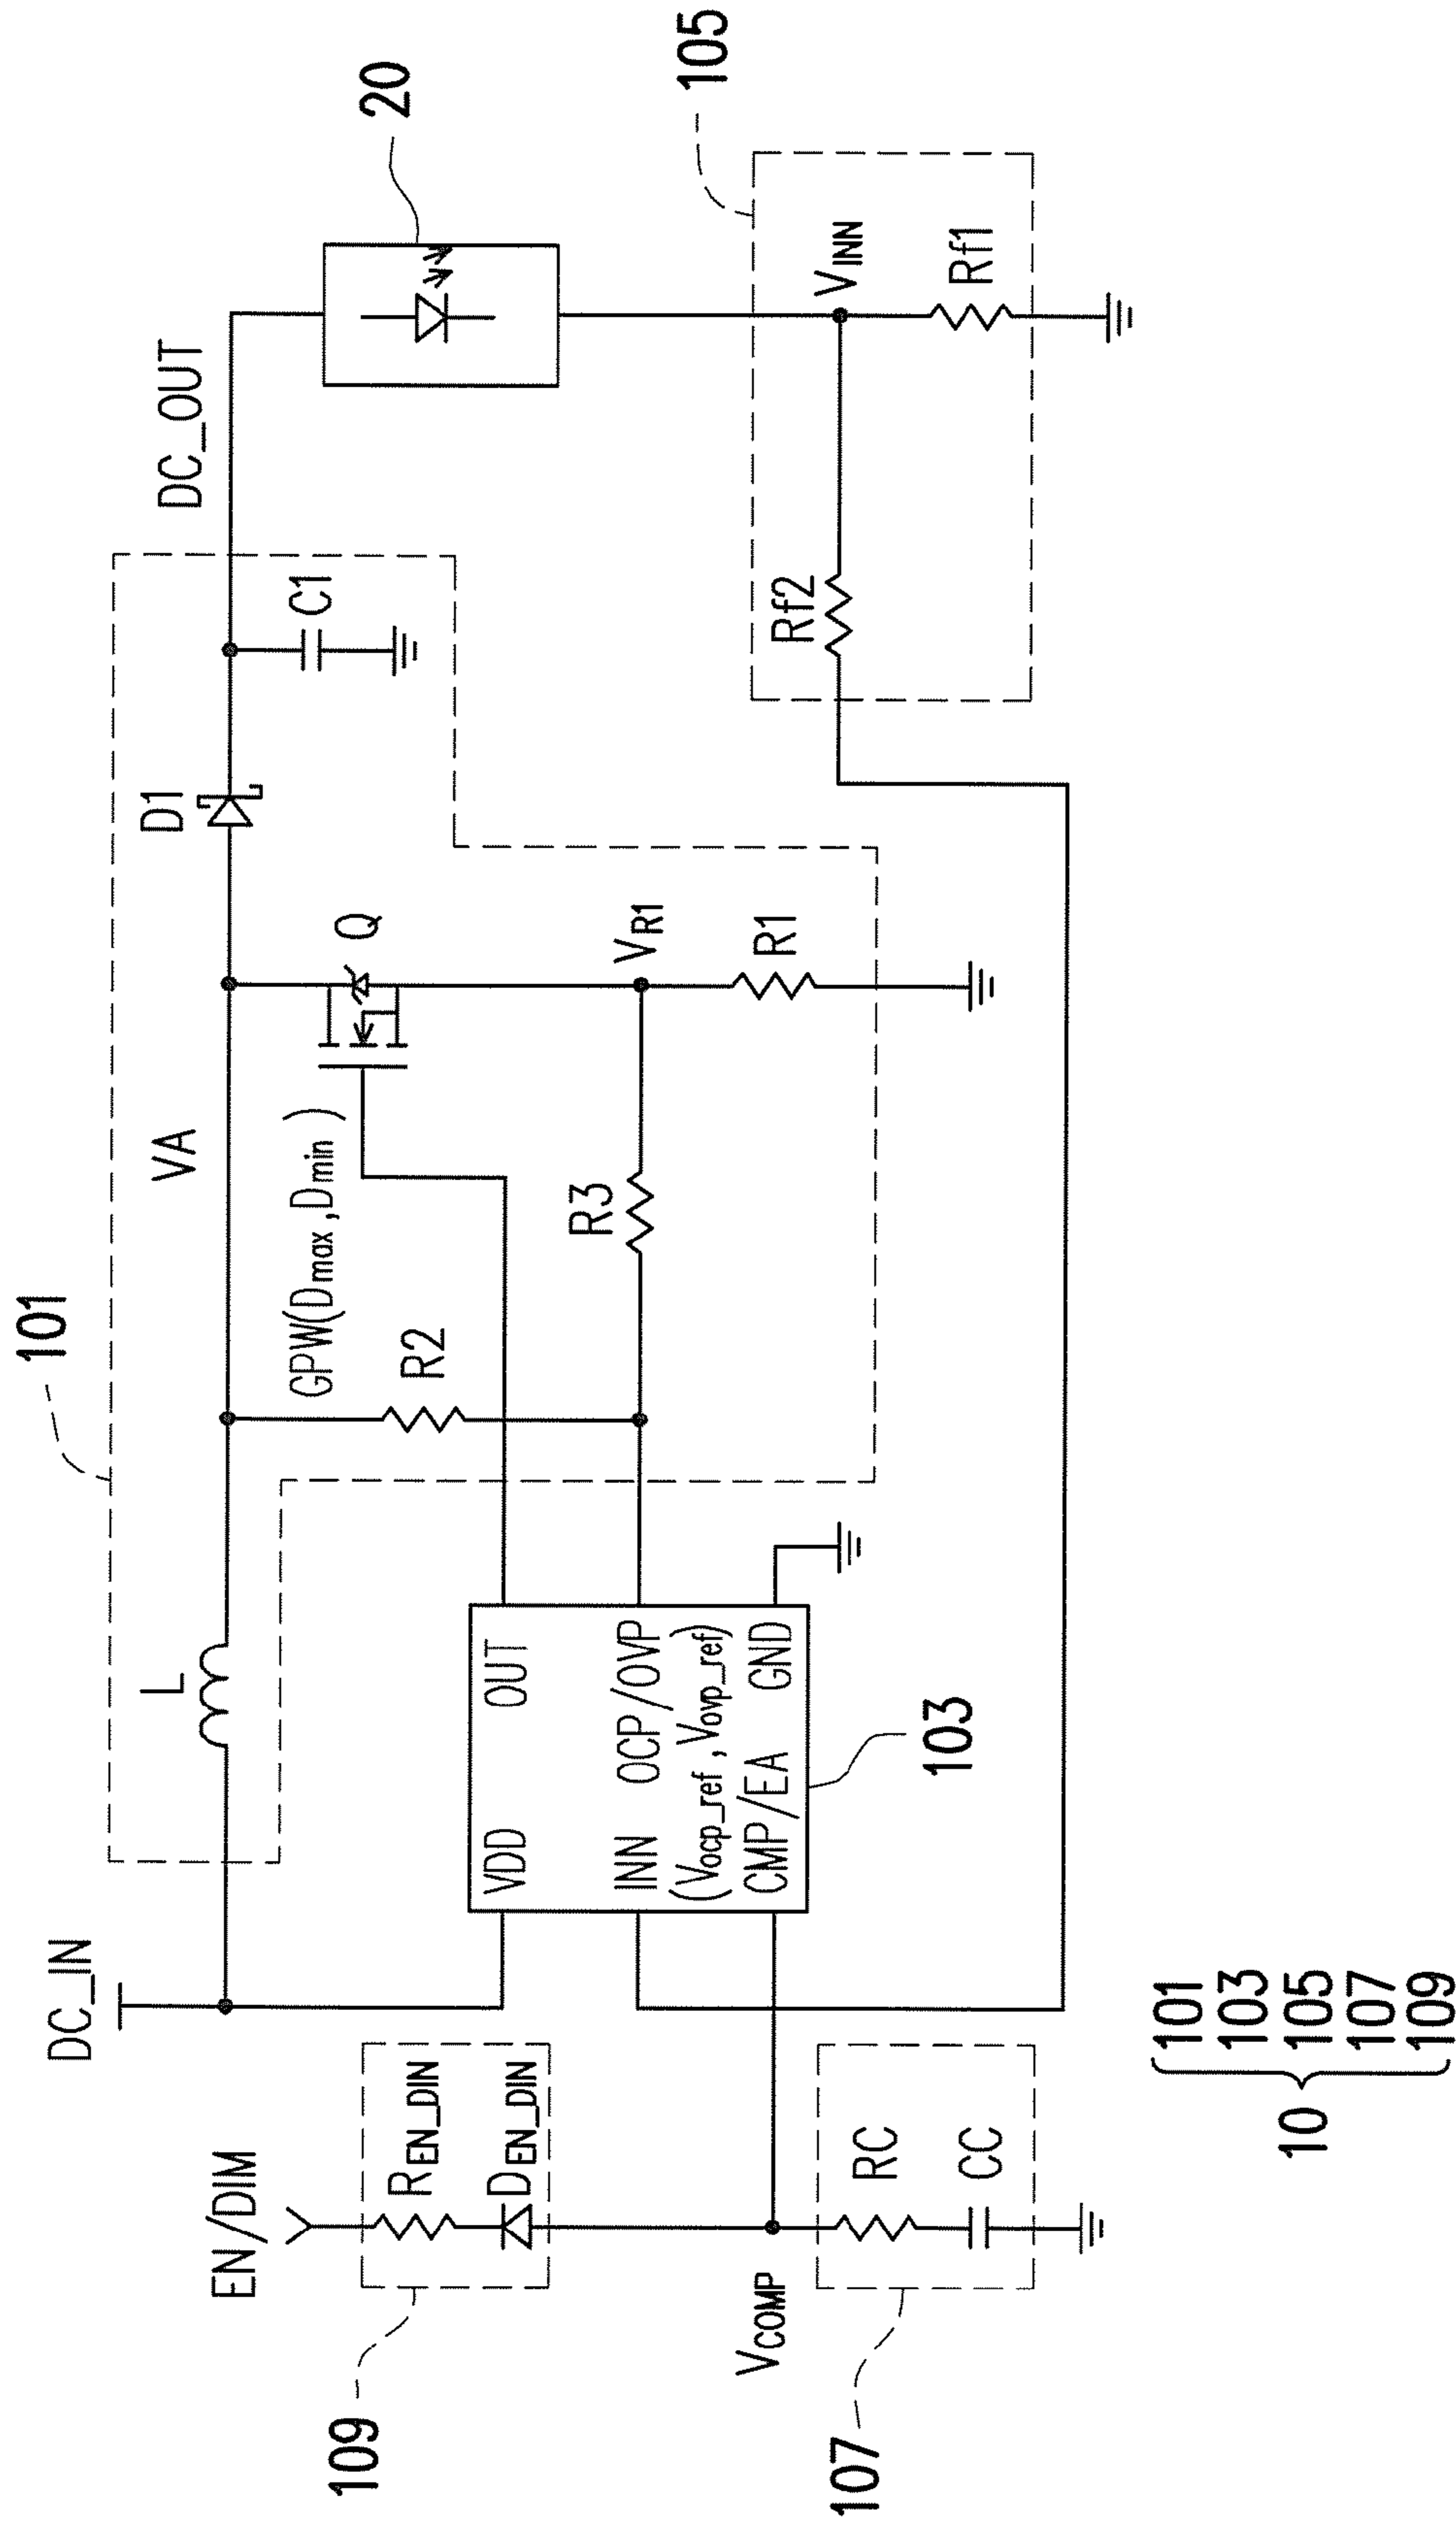 101
DC_IN
L
VA
D1
DC_OUT
C1
20
EN/DIM
GPW(Dmax,Dmin)
Q
R2
109
REN_DIN
DEN_DIN
VDD
OUT
R3
VR1
R1
INN
OCP/OVP
(Vocp_ref,Vovp_ref)
CMP/EA
GND
103
105
Rf2
VINN
Rf1
VCOMP
RC
CC
107
10
101
103
105
107
109